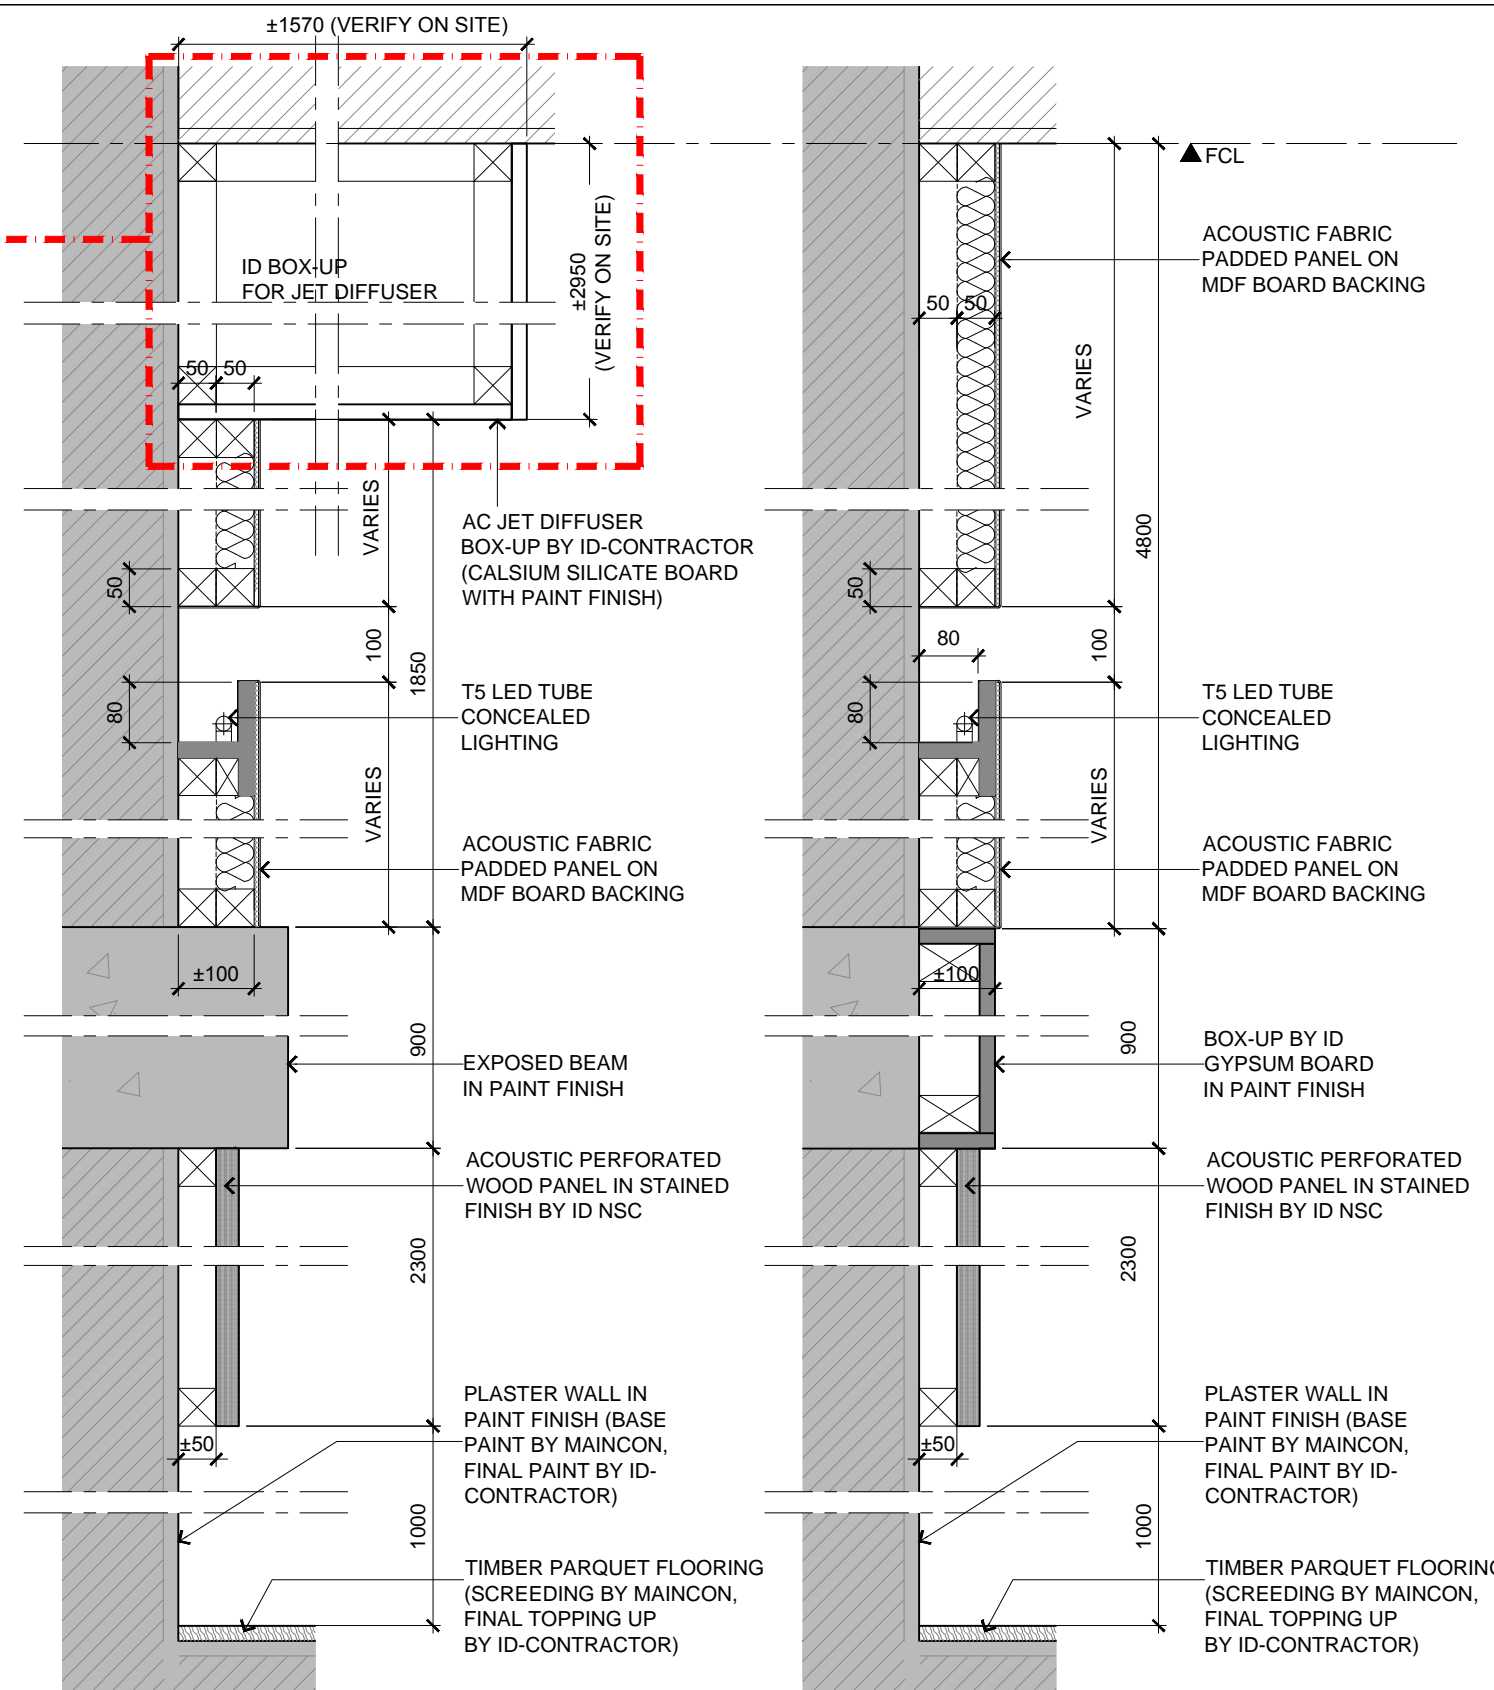 ±1570 (VERIFY ON SITE)
FCL
ID BOX-UP
FOR JET DIFFUSER
±2950
(VERIFY ON SITE)
50
50
ACOUSTIC FABRIC
PADDED PANEL ON
MDF BOARD BACKING
50
50
VARIES
VARIES
AC JET DIFFUSER
BOX-UP BY ID-CONTRACTOR
(CALSIUM SILICATE BOARD
WITH PAINT FINISH)
4800
50
50
100
1850
80
100
80
T5 LED TUBE
CONCEALED
LIGHTING
80
T5 LED TUBE
CONCEALED
LIGHTING
VARIES
VARIES
ACOUSTIC FABRIC
PADDED PANEL ON
MDF BOARD BACKING
ACOUSTIC FABRIC
PADDED PANEL ON
MDF BOARD BACKING
±100
±100
900
EXPOSED BEAM
IN PAINT FINISH
900
BOX-UP BY ID
GYPSUM BOARD
IN PAINT FINISH
ACOUSTIC PERFORATED
WOOD PANEL IN STAINED
FINISH BY ID NSC
ACOUSTIC PERFORATED
WOOD PANEL IN STAINED
FINISH BY ID NSC
2300
2300
±50
PLASTER WALL IN
PAINT FINISH (BASE
PAINT BY MAINCON,
FINAL PAINT BY ID-
CONTRACTOR)
±50
PLASTER WALL IN
PAINT FINISH (BASE
PAINT BY MAINCON,
FINAL PAINT BY ID-
CONTRACTOR)
1000
1000
TIMBER PARQUET FLOORING
(SCREEDING BY MAINCON,
FINAL TOPPING UP
BY ID-CONTRACTOR)
TIMBER PARQUET FLOORING
(SCREEDING BY MAINCON,
FINAL TOPPING UP
BY ID-CONTRACTOR)